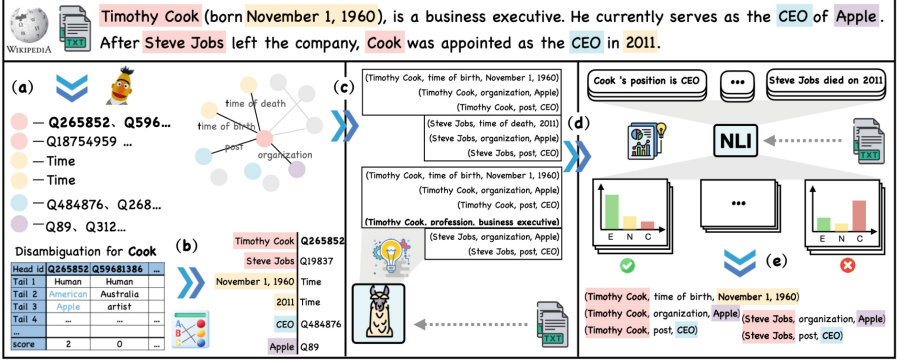 Timothy Cook (born November 1, 1960), is a business executive. He currently serves as the CEO of Apple.
After Steve Jobs left the company, Cook was appointed as the CEO in 2011.
WIKIPEDIA
TXT
(a)
Q265852、Q596...
Q18754959 ...
Time
Time
Q484876、Q268...
Q89、Q312...
time of death
time of birth
post
organization
Disambiguation for Cook
Head id Q265852 Q59681386 ...
Tail 1 Human Human
Tail 2 American Australia
Tail 3 Apple artist
Tail 4 ... ... ...
...
score 2 0 ...
(b)
A
B
C
Timothy Cook Q265852
Steve Jobs Q19837
November 1, 1960 Time
2011 Time
CEO Q484876
Apple Q89
(c)
(Timothy Cook, time of birth, November 1, 1960)
(Timothy Cook, organization, Apple)
(Timothy Cook, post, CEO)
(Steve Jobs, time of death, 2011)
(Steve Jobs, organization, Apple)
(Steve Jobs, post, CEO)
(Timothy Cook, time of birth, November 1, 1960)
(Timothy Cook, organization, Apple)
(Timothy Cook, post, CEO)
(Timothy Cook, profession, business executive)
(Steve Jobs, organization, Apple)
(Steve Jobs, post, CEO)
TXT
(d)
Cook 's position is CEO
...
Steve Jobs died on 2011
NLI
TXT
E N C
...
E N C
(e)
(Timothy Cook, time of birth, November 1, 1960)
(Timothy Cook, organization, Apple)
(Timothy Cook, post, CEO)
(Steve Jobs, organization, Apple)
(Steve Jobs, post, CEO)